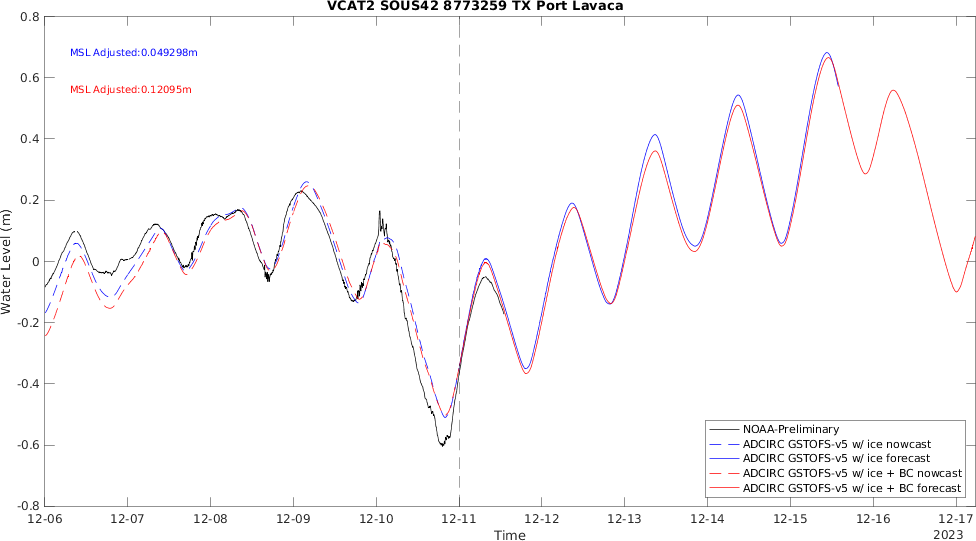 VCAT2 SOUS42 8773259 TX Port Lavaca
MSL Adjusted:0.049298m
MSL Adjusted:0.12095m
Water Level (m)
0.8
0.6
0.4
0.2
0
-0.2
-0.4
-0.6
-0.8
NOAA-Preliminary
ADCIRC GSTOFS-v5 w/ ice nowcast
ADCIRC GSTOFS-v5 w/ ice forecast
ADCIRC GSTOFS-v5 w/ ice + BC nowcast
ADCIRC GSTOFS-v5 w/ ice + BC forecast
12-06 12-07 12-08 12-09 12-10 12-11 12-12 12-13 12-14 12-15 12-16 12-17
Time
2023